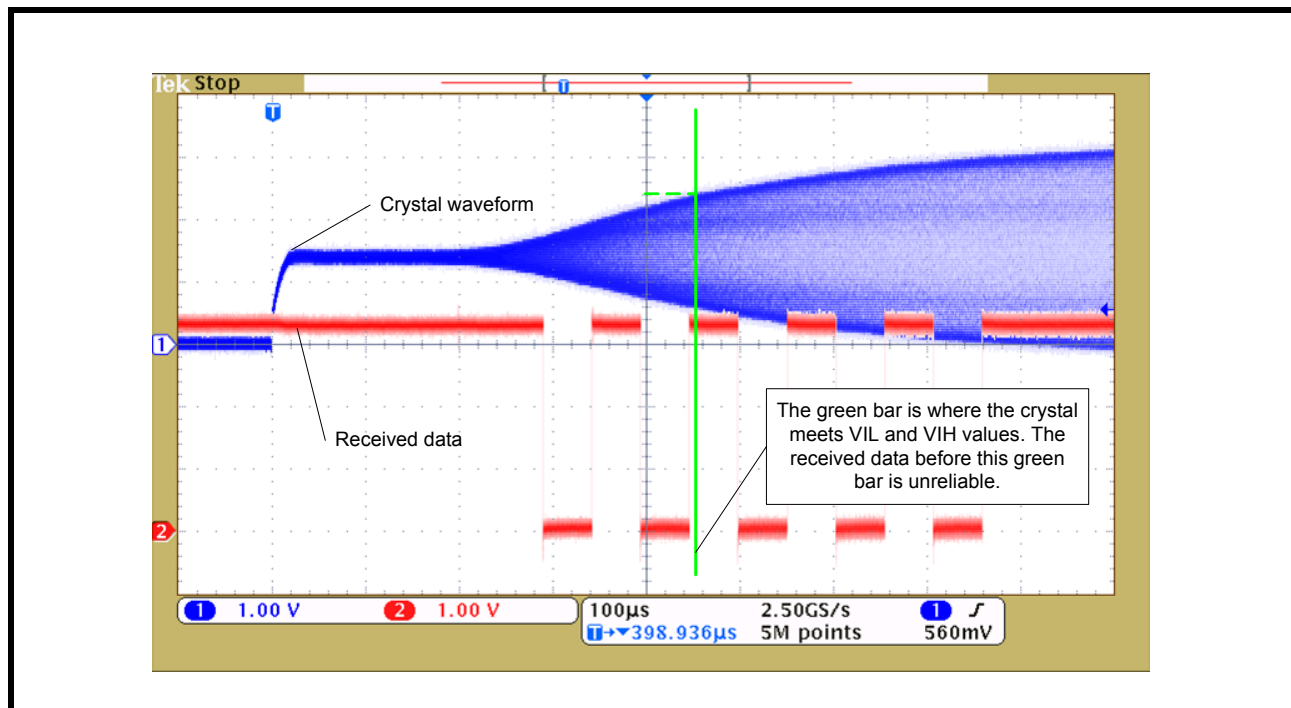 Tek Stop
T
T
Crystal waveform
1
Received data
The green bar is where the crystal
meets VIL and VIH values. The
received data before this green
bar is unreliable.
2
1 1.00 V 2 1.00 V
100µs 2.50GS/s 1
T→▼398.936µs 5M points 560mV